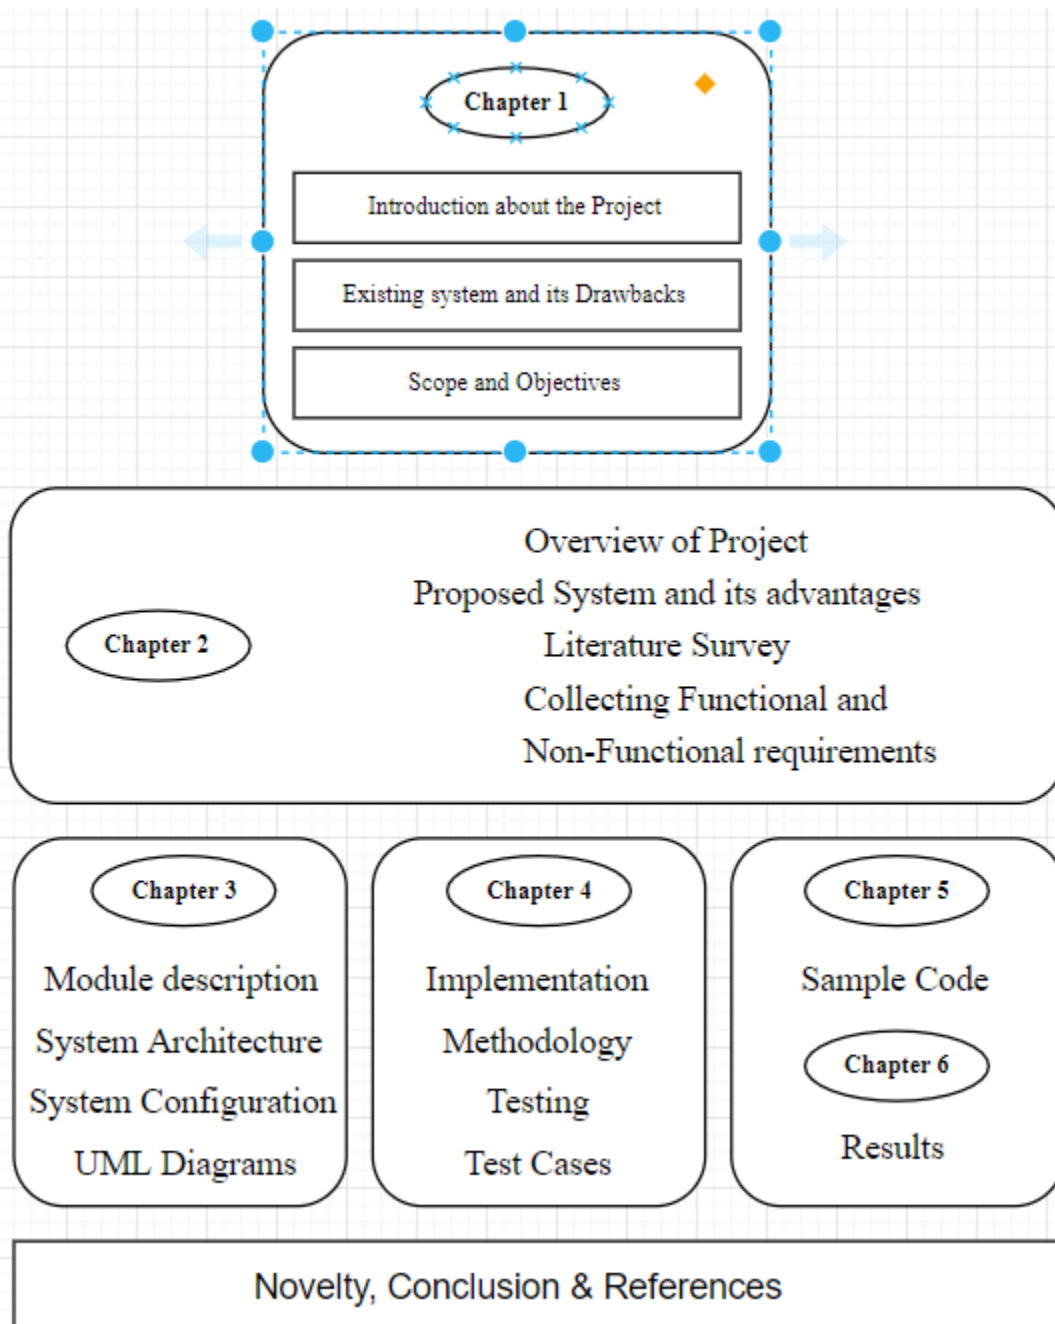 Chapter 1
Introduction about the Project
Existing system and its Drawbacks
Scope and Objectives
Chapter 2
Overview of Project
Proposed System and its advantages
Literature Survey
Collecting Functional and
Non-Functional requirements
Chapter 3
Module description
System Architecture
System Configuration
UML Diagrams
Chapter 4
Implementation
Methodology
Testing
Test Cases
Chapter 5
Sample Code
Chapter 6
Results
Novelty, Conclusion & References